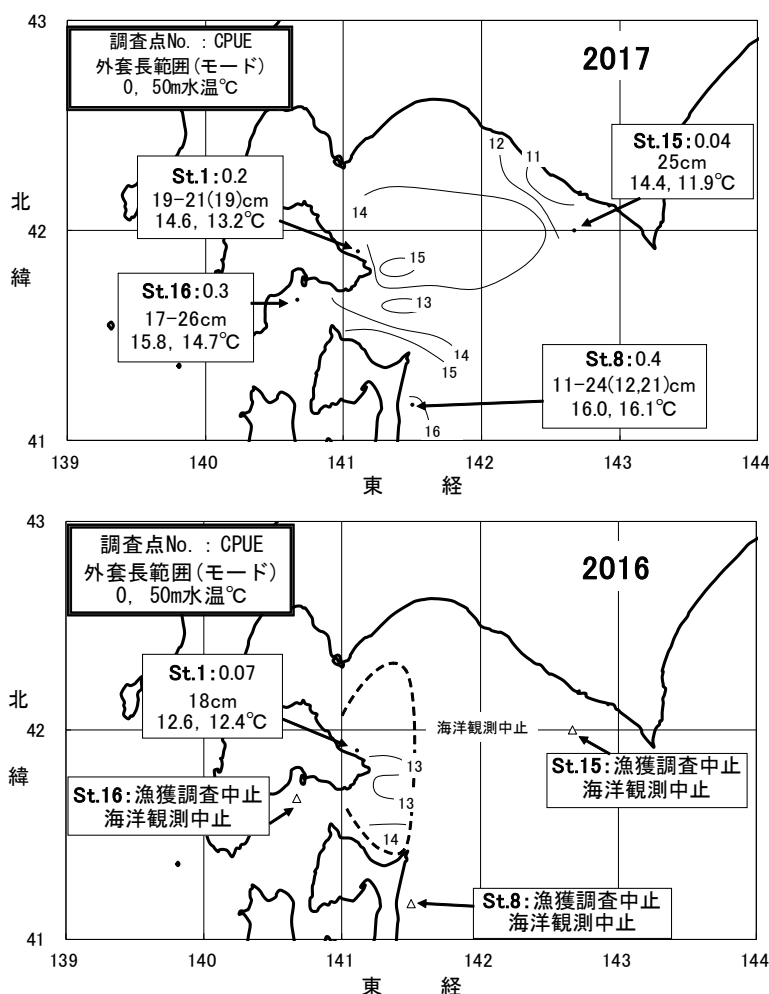 43
調査点No. : CPUE
外套長範囲(モード)
0, 50m水温℃
2017
St.15:0.04
25cm
14.4, 11.9℃
12
11
St.1:0.2
19-21(19)cm
14.6, 13.2℃
14
北
緯
42
15
13
St.16:0.3
17-26cm
15.8, 14.7℃
14
15
St.8:0.4
11-24(12,21)cm
16.0, 16.1℃
16
41
139
140
141
142
143
144
東 経
43
調査点No. : CPUE
外套長範囲(モード)
0, 50m水温℃
2016
St.1:0.07
18cm
12.6, 12.4℃
北
緯
42
海洋観測中止
St.15:漁獲調査中止
海洋観測中止
13
13
St.16:漁獲調査中止
海洋観測中止
14
St.8:漁獲調査中止
海洋観測中止
41
139
140
141
142
143
144
東 経